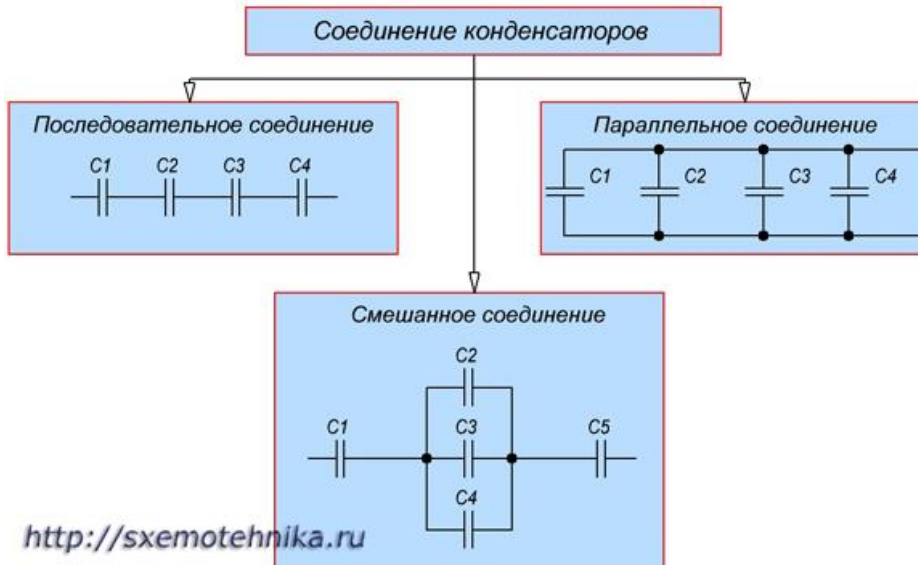 Соединение конденсаторов
Последовательное соединение
C1 C2 C3 C4
Параллельное соединение
C1 C2 C3 C4
Смешанное соединение
C2
C1 C3 C5
C4
http://sxemotehnika.ru